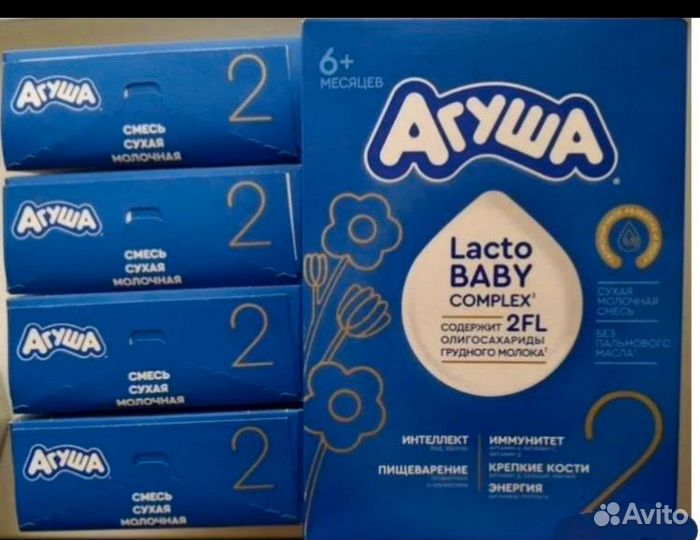 АГУША
2
СМЕСЬ
СУХАЯ
МОЛОЧНАЯ
АГУША
2
СМЕСЬ
СУХАЯ
МОЛОЧНАЯ
АГУША
2
СМЕСЬ
СУХАЯ
МОЛОЧНАЯ
АГУША
2
СМЕСЬ
СУХАЯ
МОЛОЧНАЯ
6+
МЕСЯЦЕВ
АГУША
Lacto
BABY
COMPLEX
СОДЕРЖИТ 2FL
ОЛИГОСАХАРИДЫ
ГРУДНОГО МОЛОКА
СУХАЯ
МОЛОЧНАЯ
СМЕСЬ
БЕЗ
ПАЛЬМОВОГО
МАСЛА
ИНТЕЛЛЕКТ
ПИЩЕВАРЕНИЕ
ИММУНИТЕТ
КРЕПКИЕ КОСТИ
ЭНЕРГИЯ
2
Avito